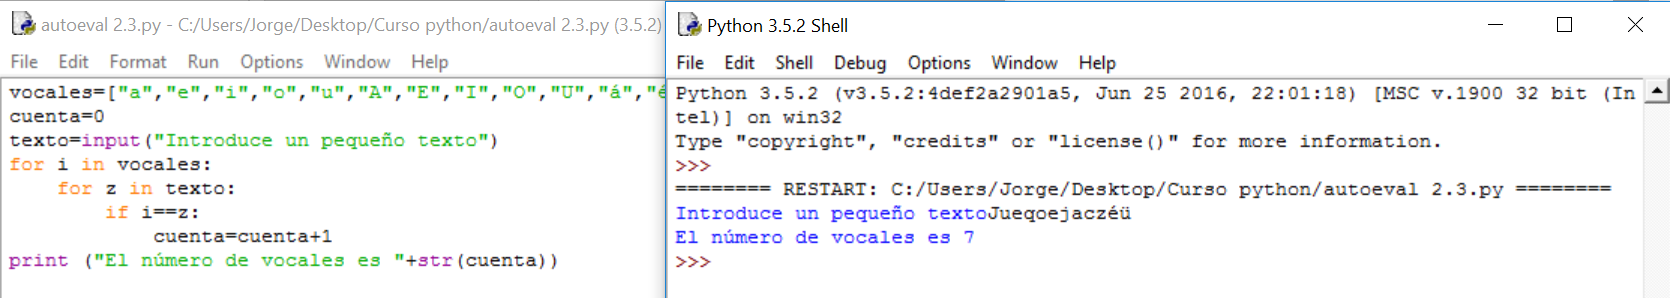 autoeval 2.3.py - C:/Users/Jorge/Desktop/Curso python/autoeval 2.3.py (3.5.2)
File Edit Format Run Options Window Help
vocales=["a","e","i","o","u","A","E","I","O","U","á","é
cuenta=0
texto=input("Introduce un pequeño texto")
for i in vocales:
    for z in texto:
        if i==z:
            cuenta=cuenta+1
print ("El número de vocales es "+str(cuenta))
Python 3.5.2 Shell
File Edit Shell Debug Options Window Help
Python 3.5.2 (v3.5.2:4def2a2901a5, Jun 25 2016, 22:01:18) [MSC v.1900 32 bit (In
tel)] on win32
Type "copyright", "credits" or "license()" for more information.
>>>
======== RESTART: C:/Users/Jorge/Desktop/Curso python/autoeval 2.3.py ========
Introduce un pequeño textoJueqoejaczéü
El número de vocales es 7
>>>